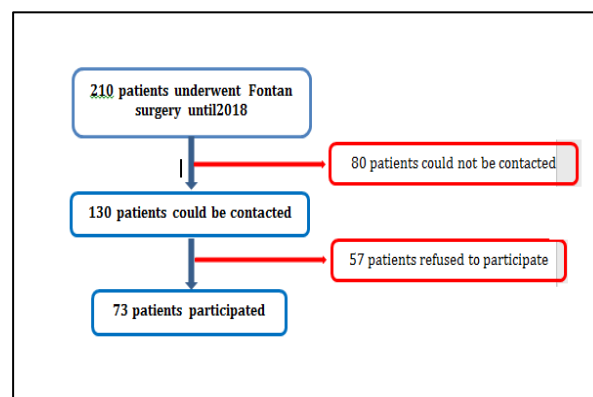 210 patients underwent Fontan
surgery until2018
80 patients could not be contacted
130 patients could be contacted
57 patients refused to participate
73 patients participated